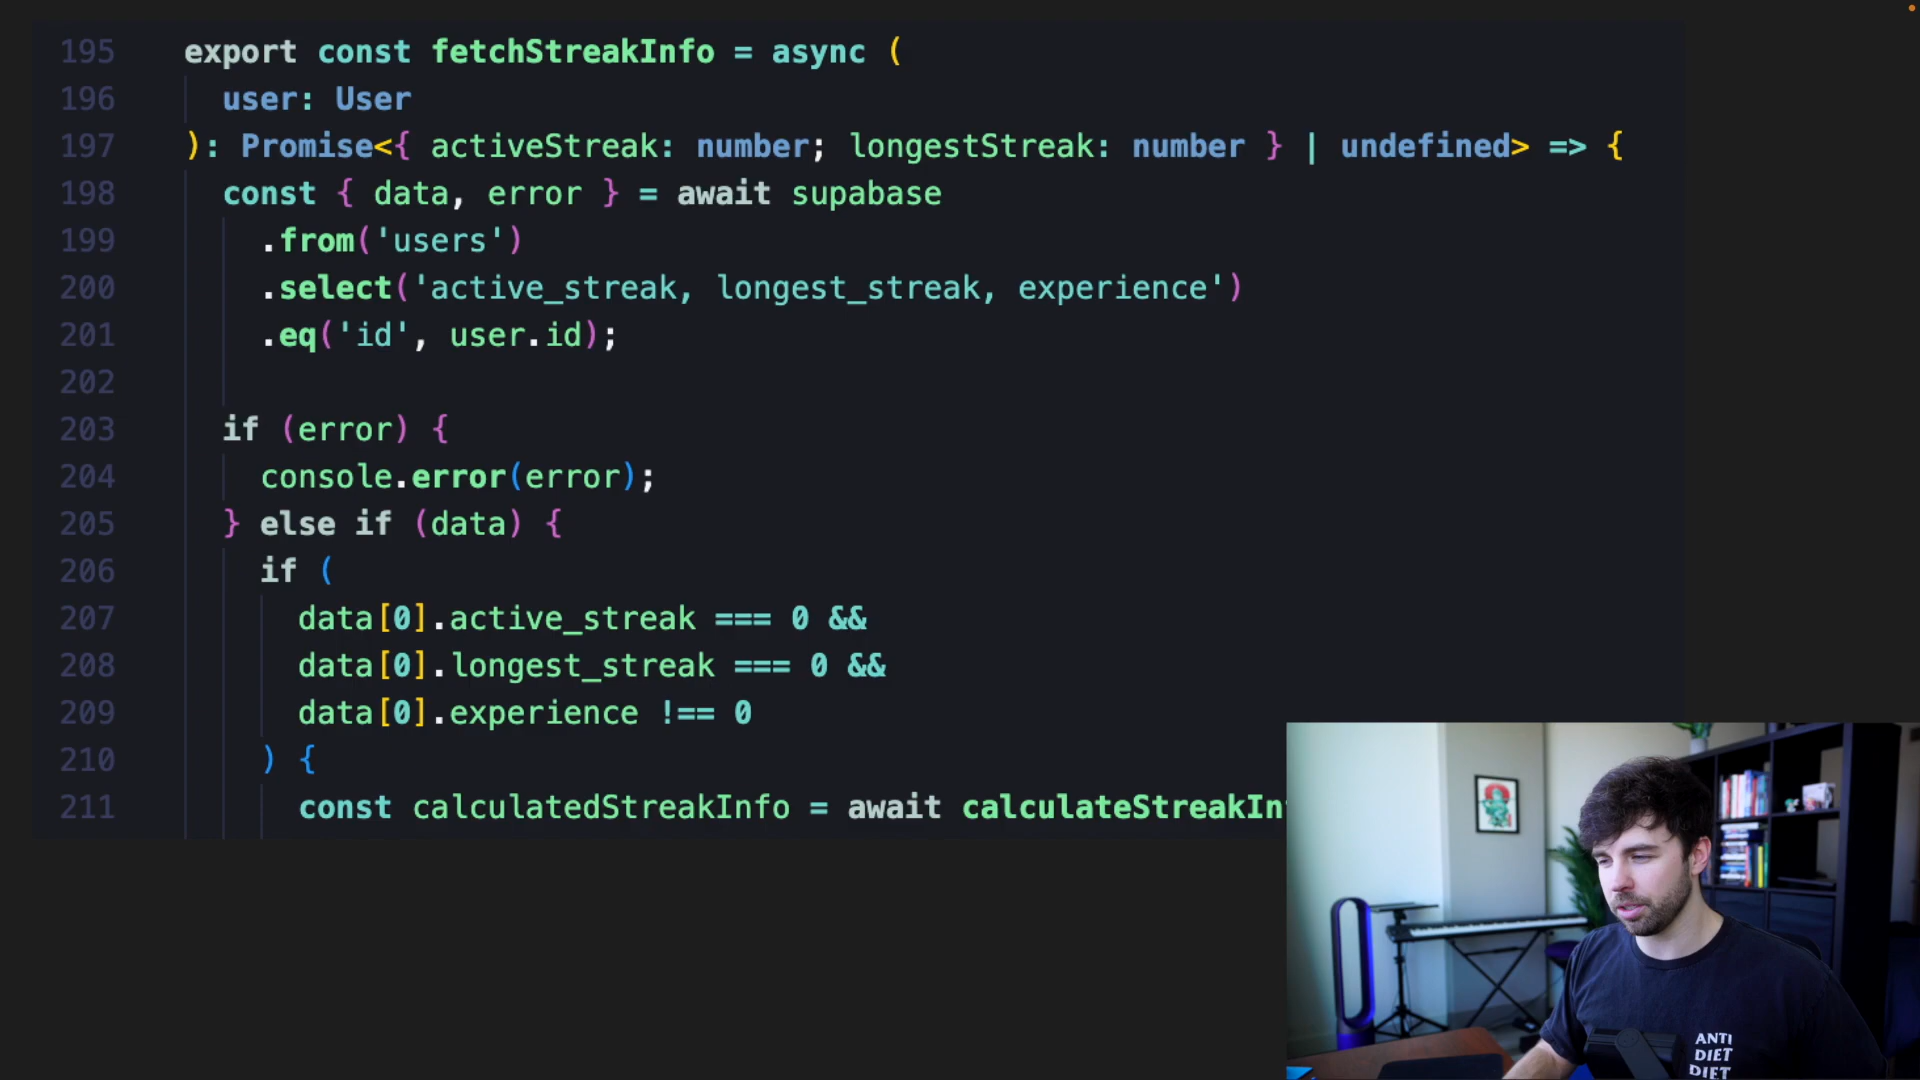 195 export const fetchStreakInfo = async (
196 user: User
197 ): Promise<{ activeStreak: number; longestStreak: number } | undefined> => {
198 const { data, error } = await supabase
199 .from('users')
200 .select('active_streak, longest_streak, experience')
201 .eq('id', user.id);
202
203 if (error) {
204 console.error(error);
205 } else if (data) {
206 if (
207 data[0].active_streak === 0 &&
208 data[0].longest_streak === 0 &&
209 data[0].experience !== 0
210 ) {
211 const calculatedStreakInfo = await calculateStreakIn
ANTI
DIET
DIET